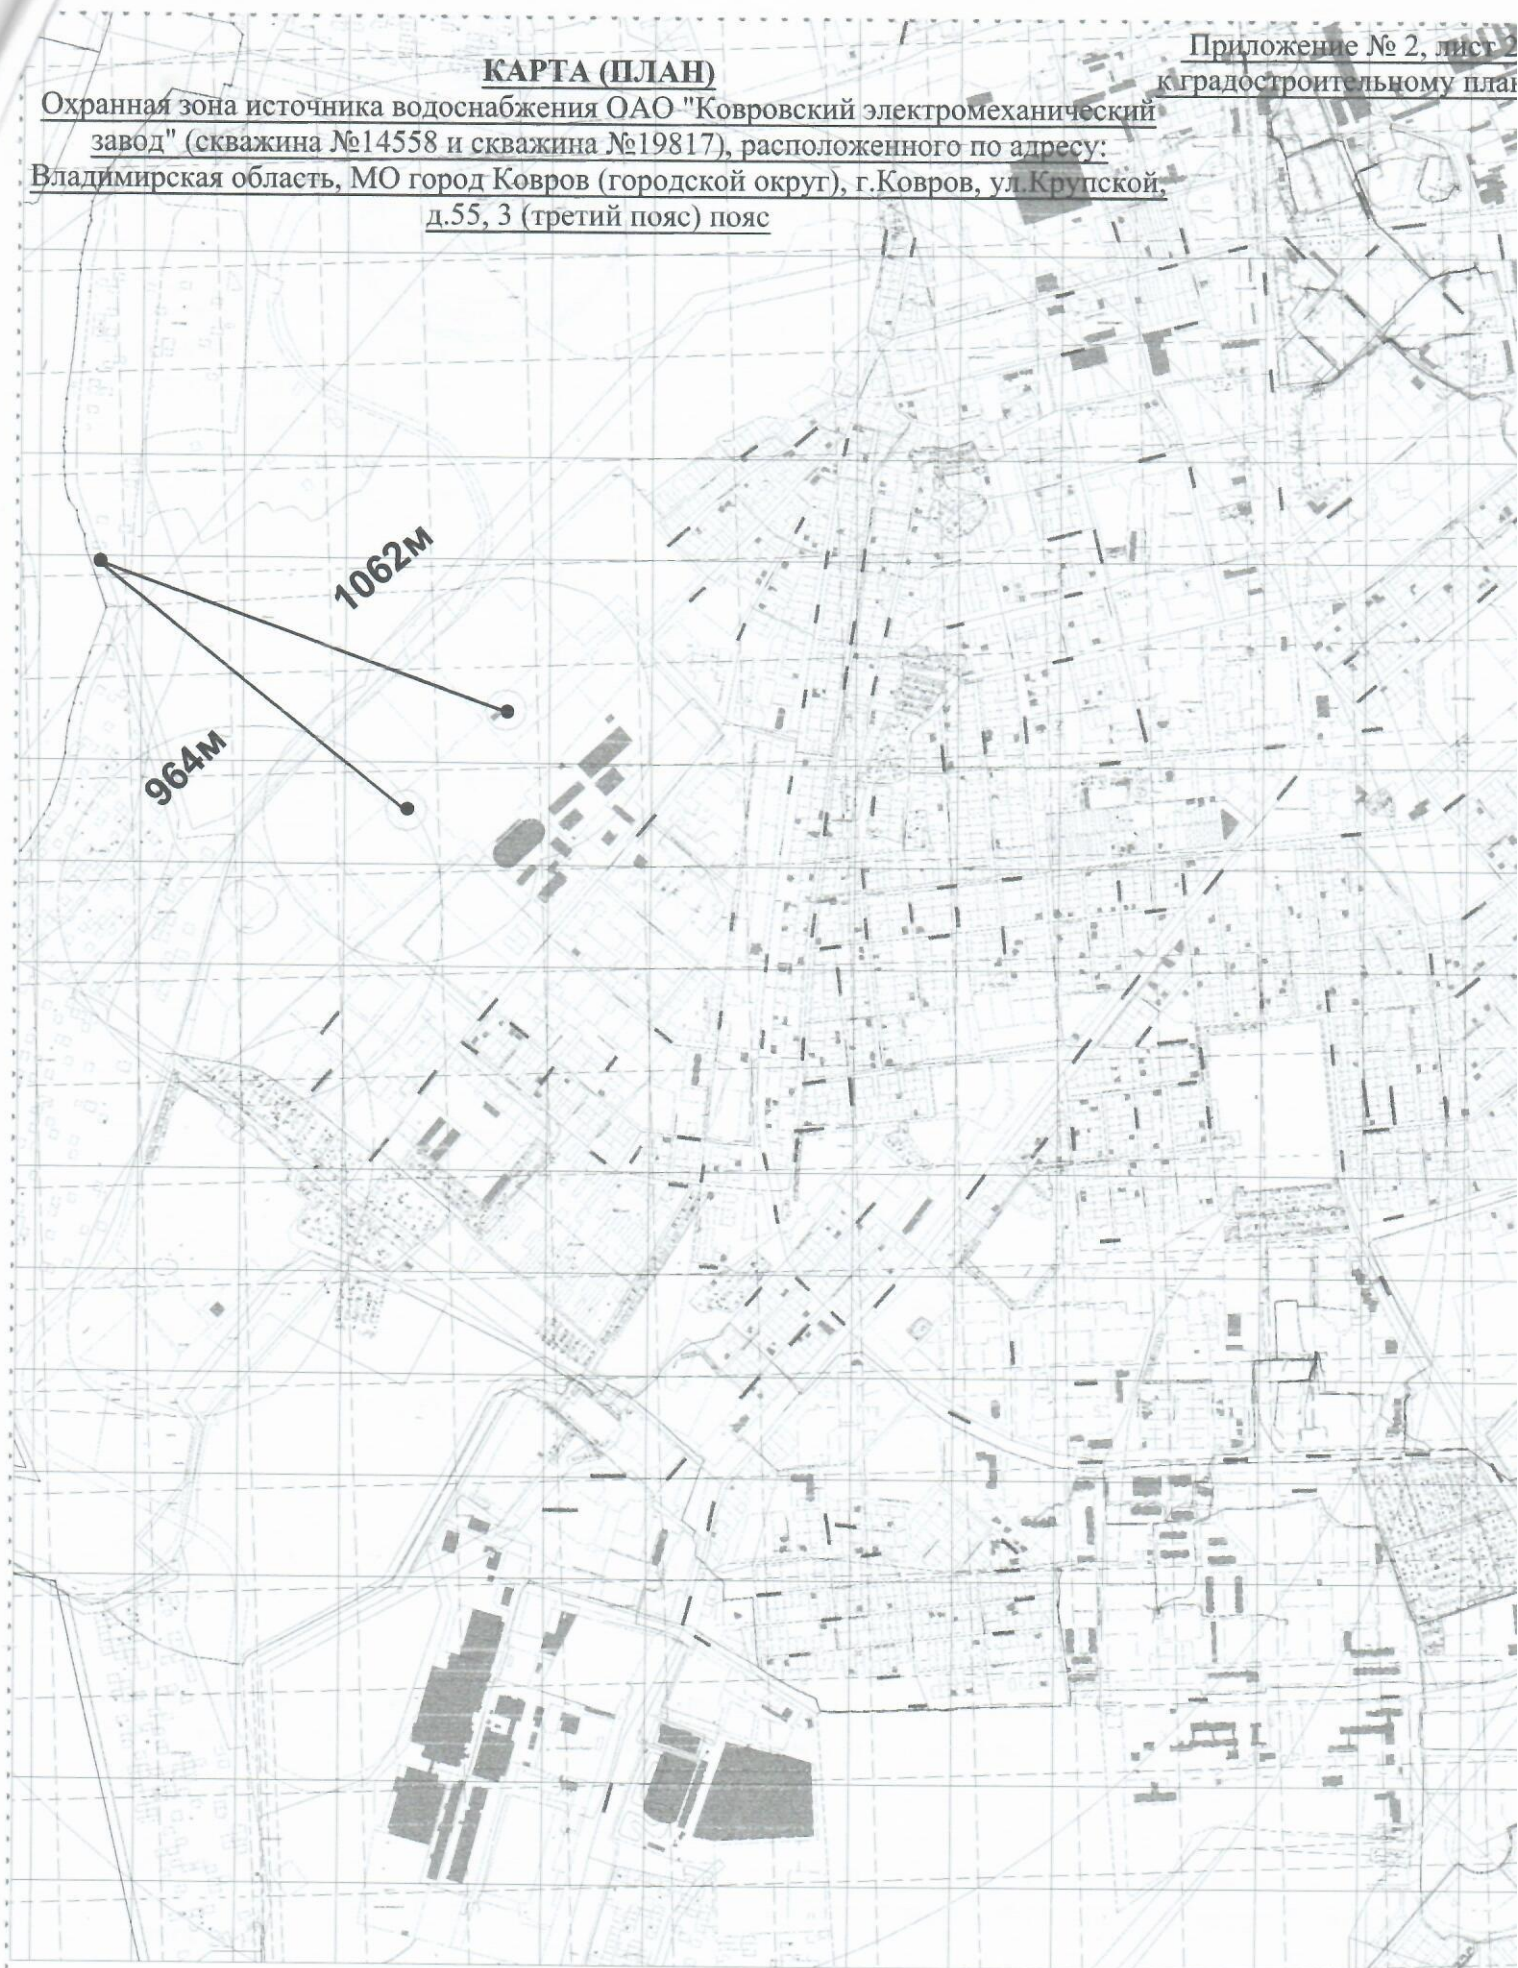 Приложение № 2, лист 2
к градостроительному план
КАРТА (ПЛАН)
Охранная зона источника водоснабжения ОАО "Ковровский электромеханический
завод" (скважина №14558 и скважина №19817), расположенного по адресу:
Владимирская область, МО город Ковров (городской округ), г.Ковров, ул.Крупской,
д.55, 3 (третий пояс) пояс
1062м
964м